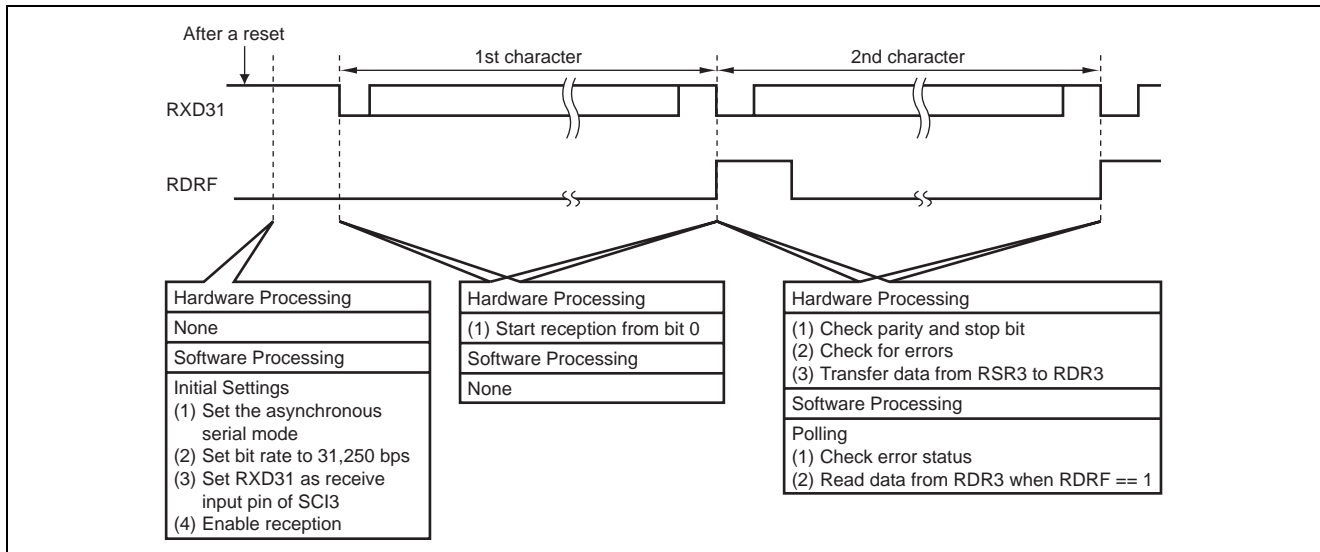 After a reset
1st character
2nd character
RXD31
RDRF
Hardware Processing
None
Software Processing
Initial Settings
(1) Set the asynchronous
serial mode
(2) Set bit rate to 31,250 bps
(3) Set RXD31 as receive
input pin of SCI3
(4) Enable reception
Hardware Processing
(1) Start reception from bit 0
Software Processing
None
Hardware Processing
(1) Check parity and stop bit
(2) Check for errors
(3) Transfer data from RSR3 to RDR3
Software Processing
Polling
(1) Check error status
(2) Read data from RDR3 when RDRF == 1